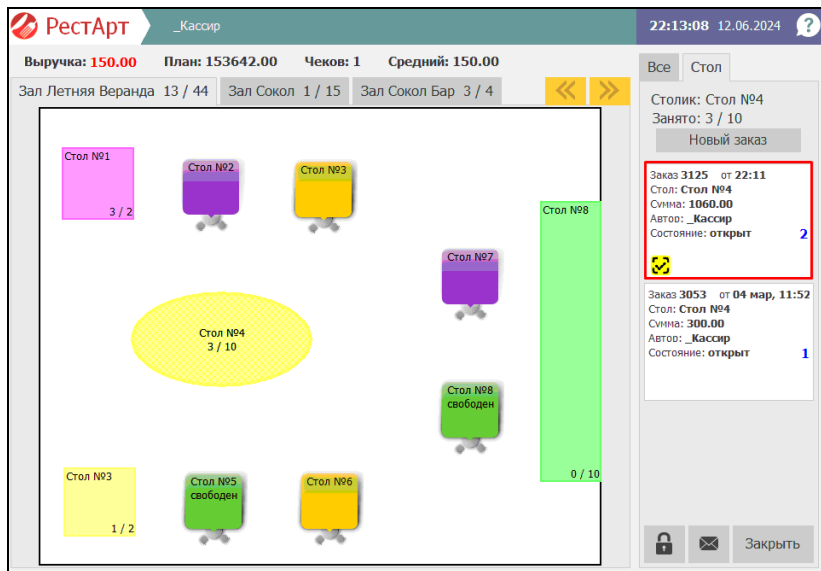 РестАрт
_Кассир
22:13:08 12.06.2024
?
Выручка: 150.00 План: 153642.00 Чеков: 1 Средний: 150.00
Зал Летняя Веранда 13 / 44 Зал Сокол 1 / 15 Зал Сокол Бар 3 / 4
Стол №1
3 / 2
Стол №2
Стол №3
Стол №8
0 / 10
Стол №7
Стол №4
3 / 10
Стол №8
свободен
Стол №3
1 / 2
Стол №5
свободен
Стол №6
Все Стол
Столик: Стол №4
Занято: 3 / 10
Новый заказ
Заказ 3125 от 22:11
Стол: Стол №4
Сумма: 1060.00
Автор: _Кассир
Состояние: открыт 2
Заказ 3053 от 04 мар, 11:52
Стол: Стол №4
Сумма: 300.00
Автор: _Кассир
Состояние: открыт 1
Закрыть